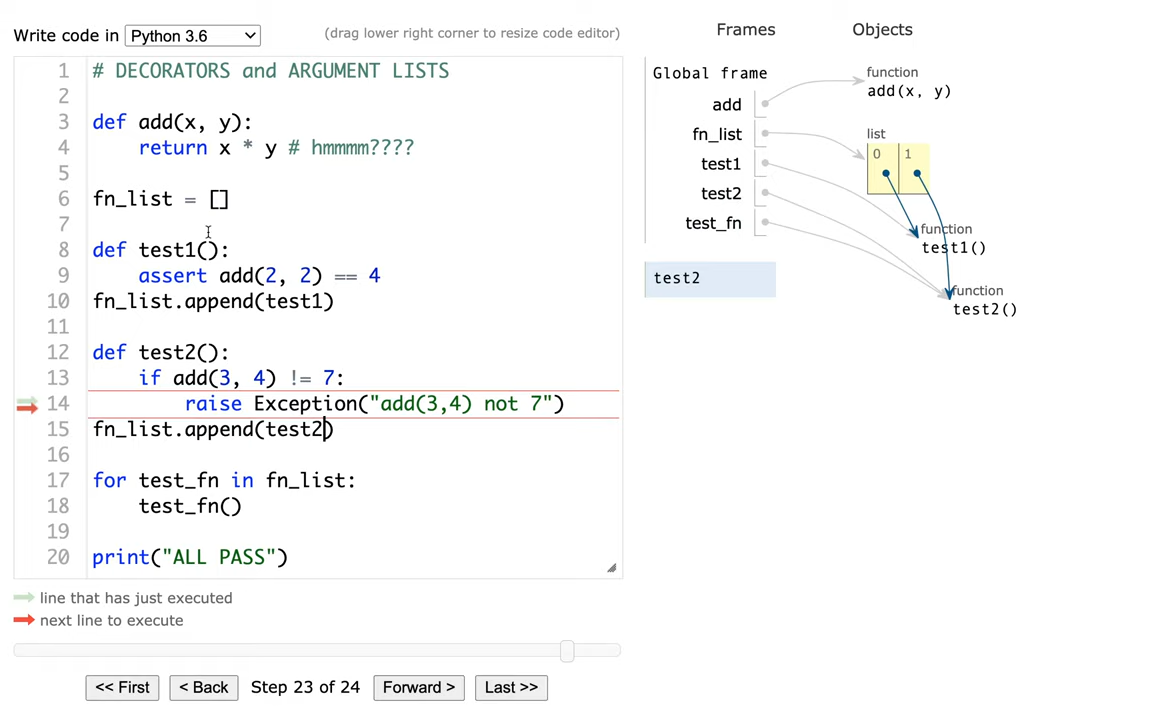 Write code in Python 3.6
(drag lower right corner to resize code editor)
1 # DECORATORS and ARGUMENT LISTS
2
3 def add(x, y):
4     return x * y # hmmmm????
5
6 fn_list = []
7
8 def test1():
9     assert add(2, 2) == 4
10 fn_list.append(test1)
11
12 def test2():
13     if add(3, 4) != 7:
14         raise Exception("add(3,4) not 7")
15 fn_list.append(test2)
16
17 for test_fn in fn_list:
18     test_fn()
19
20 print("ALL PASS")
line that has just executed
next line to execute
<< First
< Back
Step 23 of 24
Forward >
Last >>
Frames
Objects
Global frame
add
fn_list
test1
test2
test_fn
test2
function
add(x, y)
list
0 1
function
test1()
function
test2()